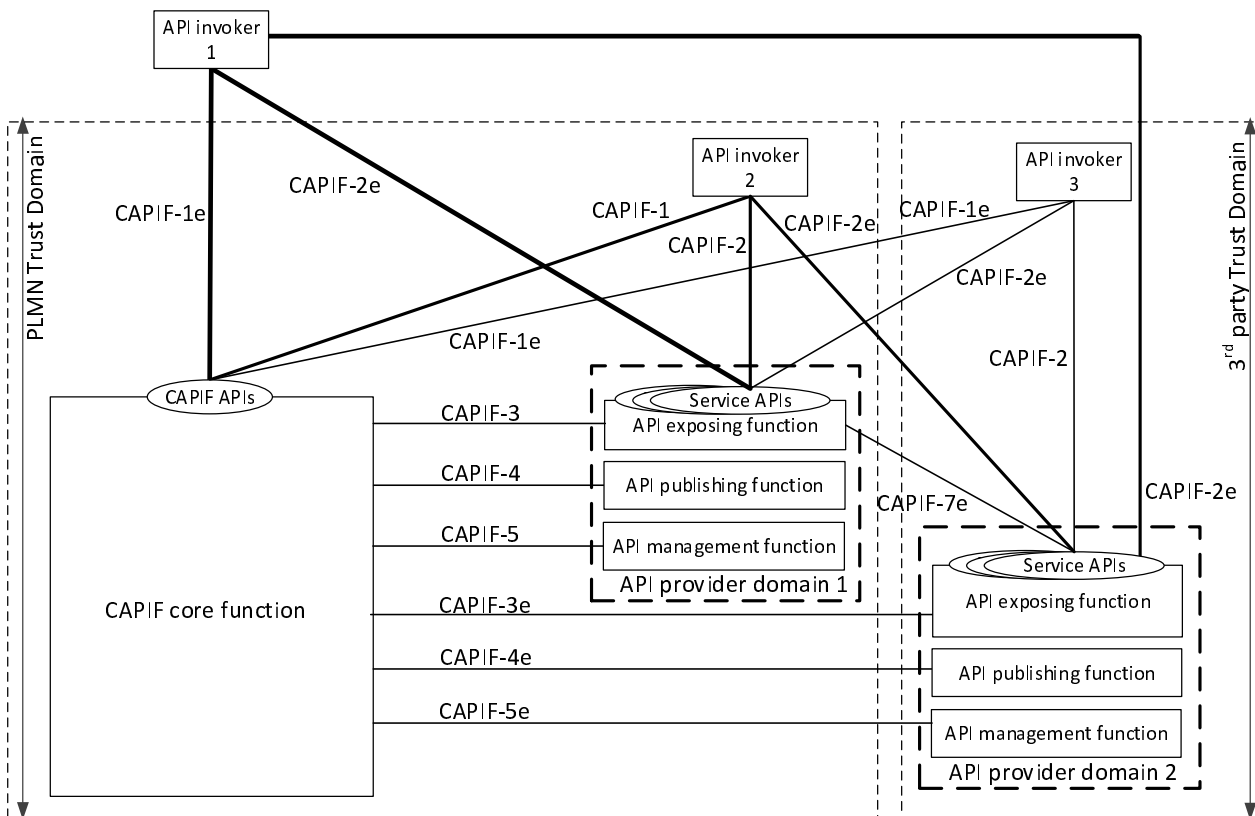 API invoker
1
PLMN Trust Domain
3rd party Trust Domain
API invoker
2
API invoker
3
CAPIF-1e
CAPIF-2e
CAPIF-1
CAPIF-2
CAPIF-2e
CAPIF-1e
CAPIF-2e
CAPIF-1e
CAPIF-2
CAPIF APIs
Service APIs
CAPIF-3
API exposing function
CAPIF-4
API publishing function
CAPIF-7e
CAPIF-2e
CAPIF-5
API management function
API provider domain 1
Service APIs
CAPIF core function
CAPIF-3e
API exposing function
CAPIF-4e
API publishing function
CAPIF-5e
API management function
API provider domain 2